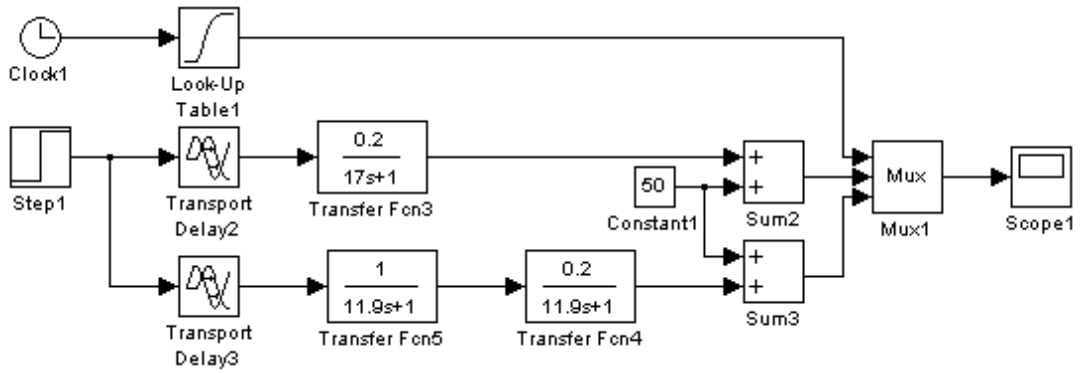 Clock1
Look-Up
Table1
Step1
Transport
Delay2
0.2
17s+1
Transfer Fcn3
50
Constant1
+
+
Sum2
Mux
Mux1
Scope1
Transport
Delay3
1
11.9s+1
Transfer Fcn5
0.2
11.9s+1
Transfer Fcn4
+
+
Sum3